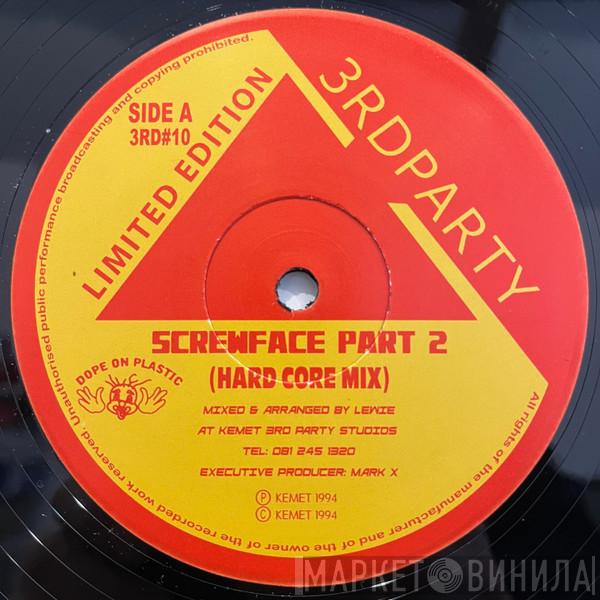 SIDE A
3RD#10
LIMITED EDITION
3RDPARTY
SCREWFACE PART 2
(HARD CORE MIX)
DOPE ON PLASTIC
MIXED & ARRANGED BY LEWIE
AT KEMET 3RD PARTY STUDIOS
TEL: 081 245 1320
EXECUTIVE PRODUCER: MARK X
Ⓟ KEMET 1994
© KEMET 1994
All rights of the manufacturer and of the owner of the recorded work reserved. Unauthorised public performance broadcasting and copying prohibited.
МАРКЕТ ВИНИЛА